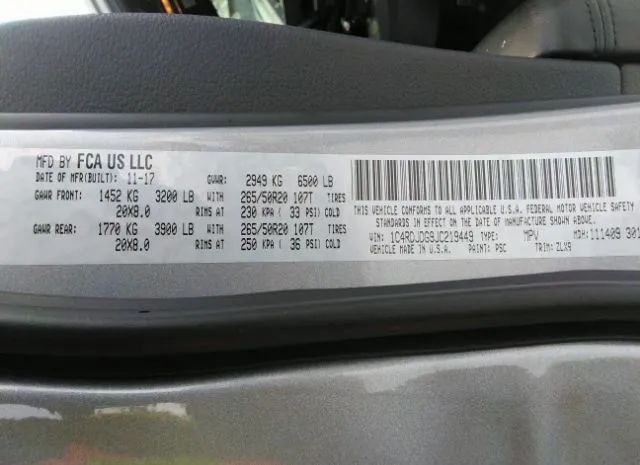 MFD BY FCA US LLC
DATE OF MFR(BUILT): 11-17 GVWR: 2949 KG 6500 LB
GAWR FRONT: 1452 KG 3200 LB WITH 265/50R20 107T TIRES
20X8.0 RIMS AT 230 KPA ( 33 PSI) COLD
GAWR REAR: 1770 KG 3900 LB WITH 265/50R20 107T TIRES
20X8.0 RIMS AT 250 KPA ( 36 PSI) COLD
THIS VEHICLE CONFORMS TO ALL APPLICABLE U.S.A. FEDERAL MOTOR VEHICLE SAFETY
STANDARDS IN EFFECT ON THE DATE OF MANUFACTURE SHOWN ABOVE.
VIN: 1C4RDJDG9JC219449 TYPE: MPV MDH: 111409 301
VEHICLE MADE IN U.S.A. PAINT: PSC TRIM: ZLX9